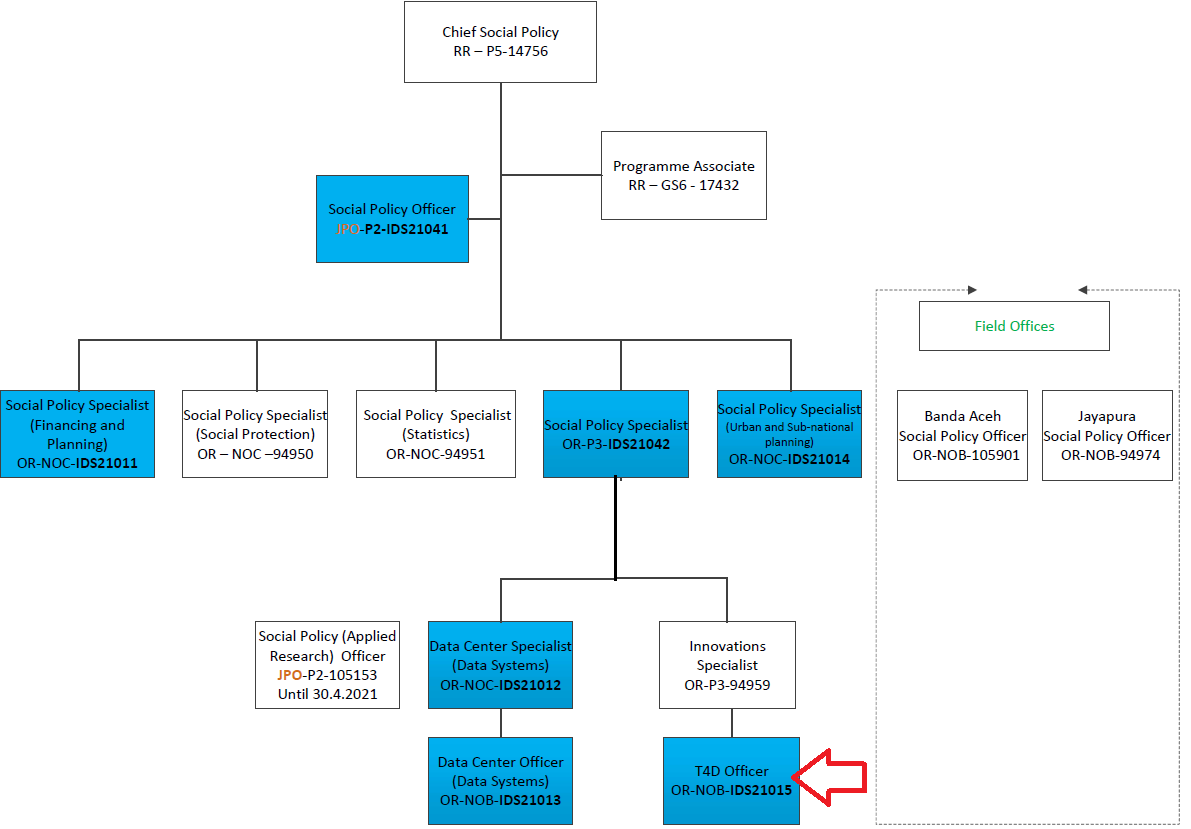 Chief Social Policy
RR – P5-14756
Programme Associate
RR – GS6 - 17432
Social Policy Officer
JPO-P2-IDS21041
Field Offices
Social Policy Specialist
(Financing and
Planning)
OR-NOC-IDS21011
Social Policy Specialist
(Social Protection)
OR – NOC –94950
Social Policy Specialist
(Statistics)
OR-NOC-94951
Social Policy Specialist
OR-P3-IDS21042
Social Policy Specialist
(Urban and Sub-national
planning)
OR-NOC-IDS21014
Banda Aceh
Social Policy Officer
OR-NOB-105901
Jayapura
Social Policy Officer
OR-NOB-94974
Social Policy (Applied
Research) Officer
JPO-P2-105153
Until 30.4.2021
Data Center Specialist
(Data Systems)
OR-NOC-IDS21012
Innovations
Specialist
OR-P3-94959
Data Center Officer
(Data Systems)
OR-NOB-IDS21013
T4D Officer
OR-NOB-IDS21015